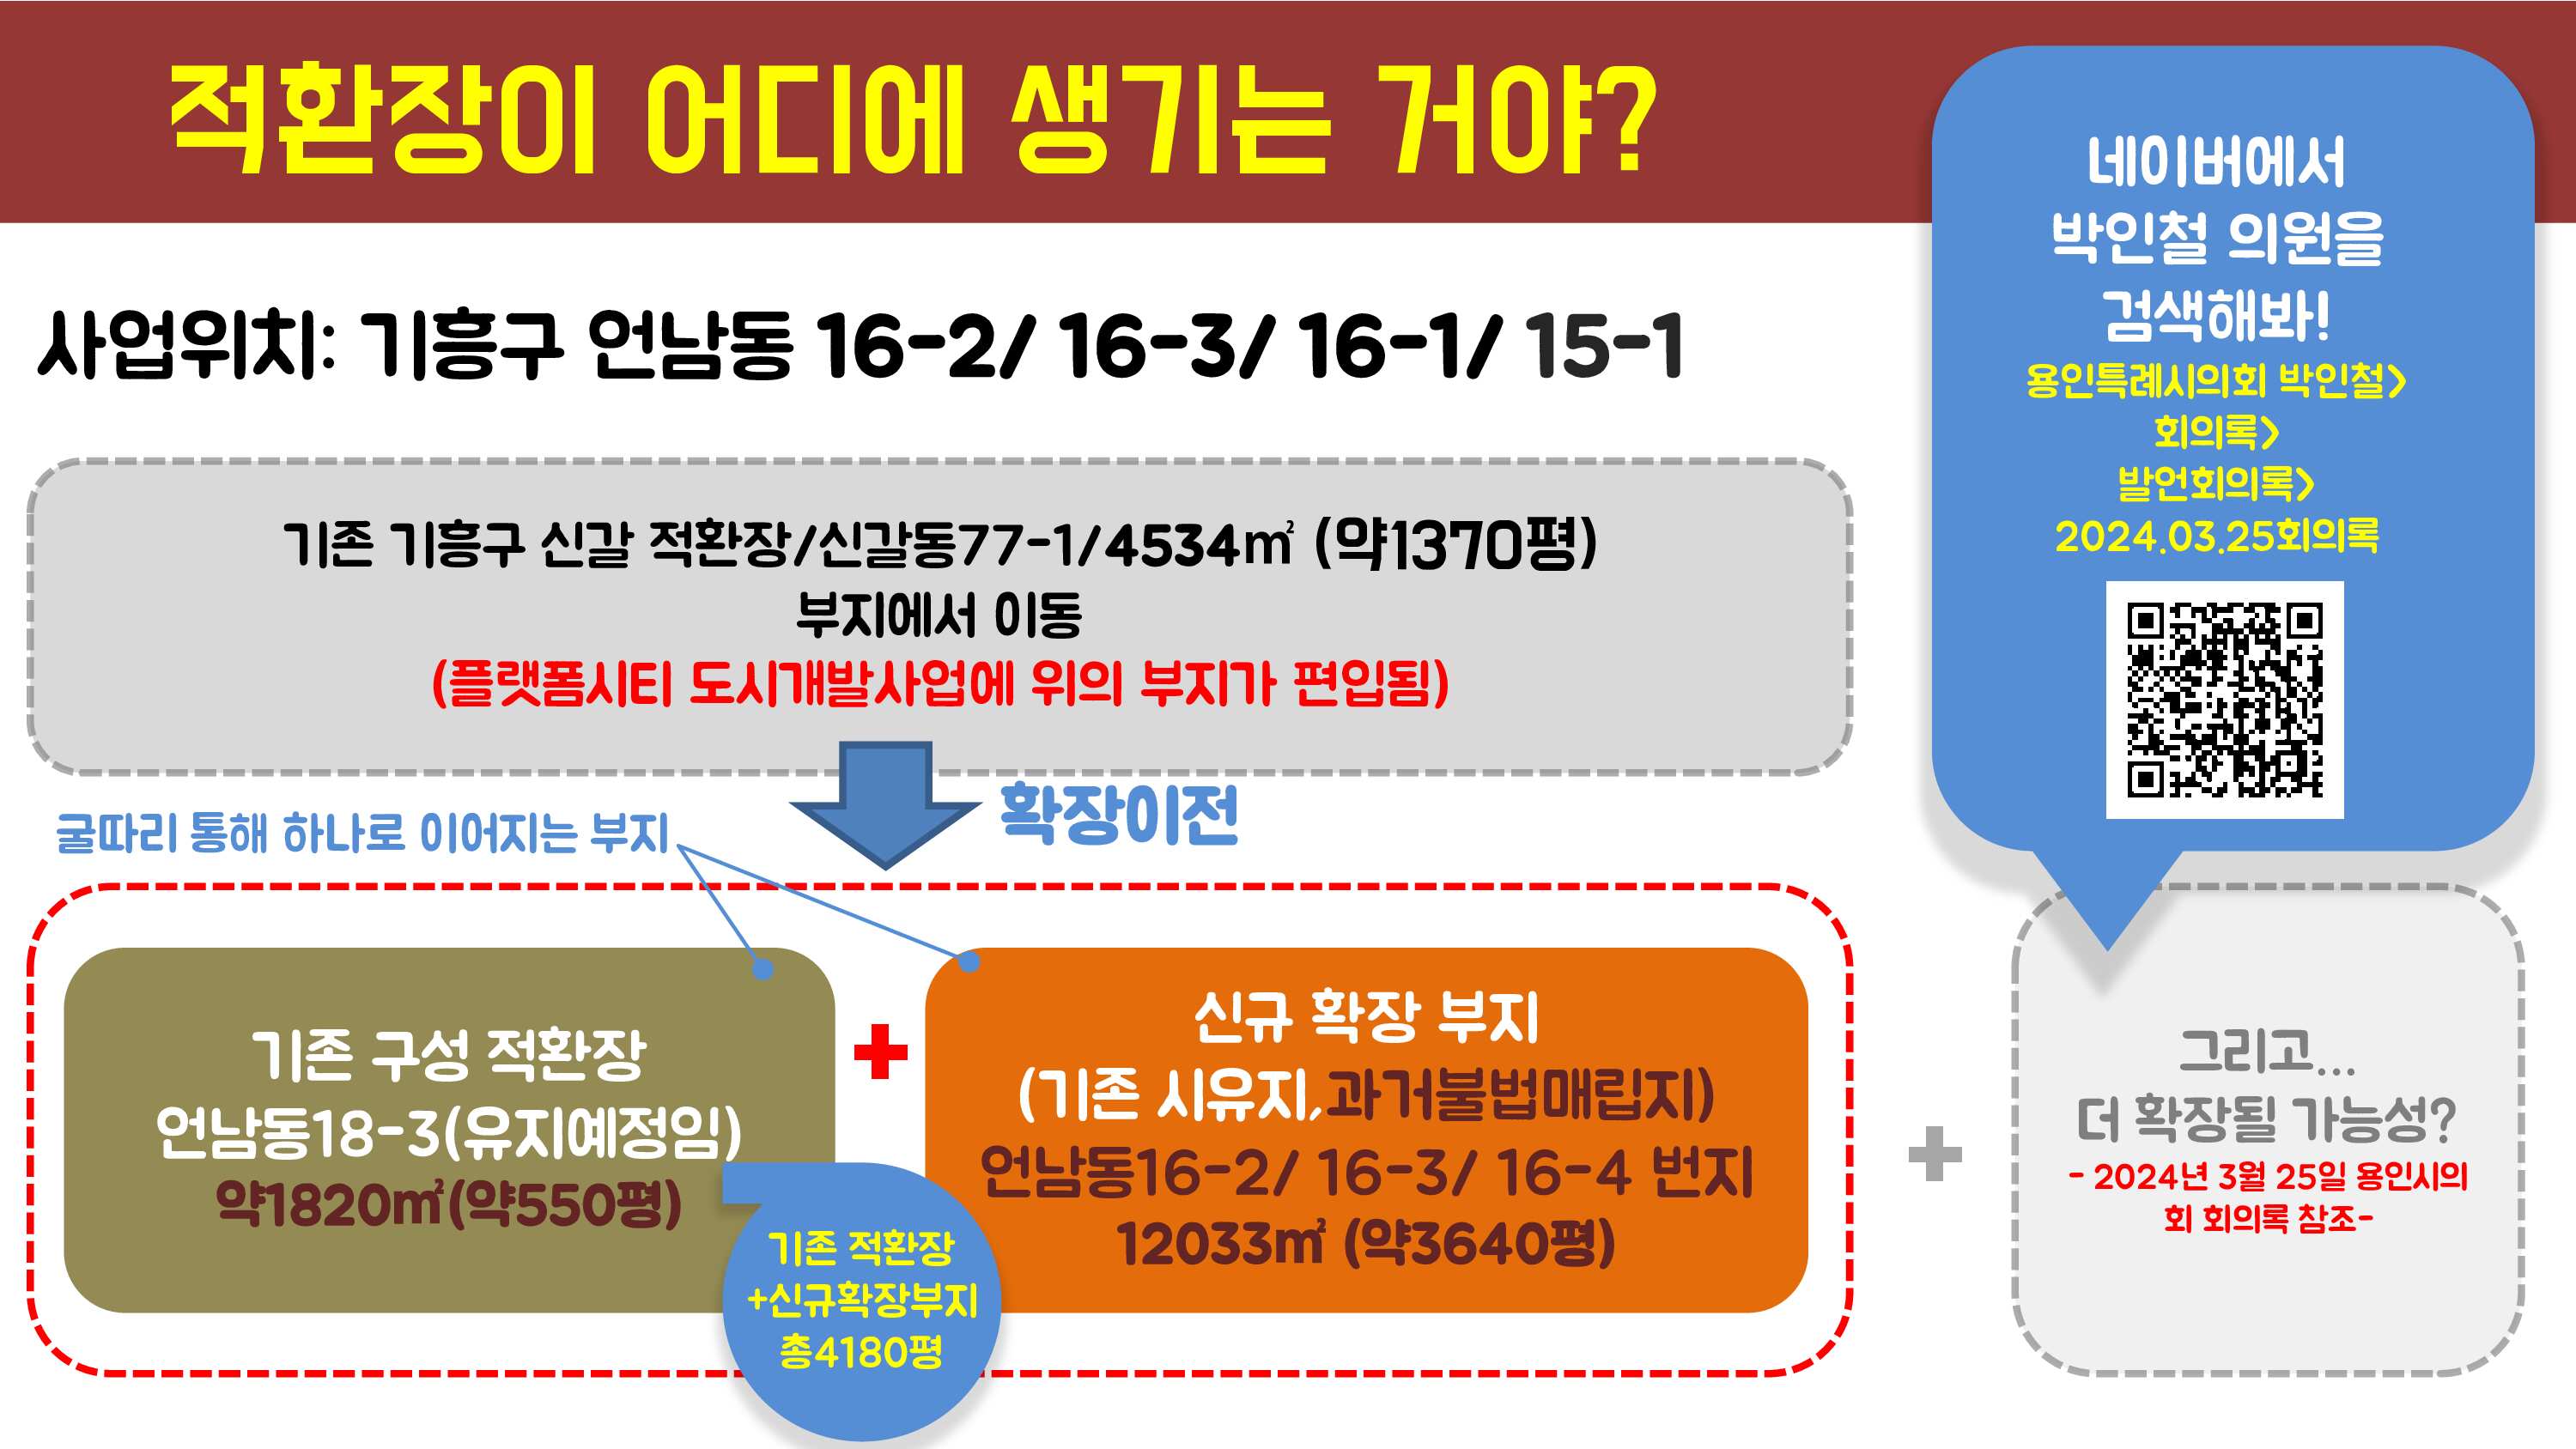 적환장이 어디에 생기는 거야?
사업위치: 기흥구 언남동 16-2/ 16-3/ 16-1/ 15-1
기존 기흥구 신갈 적환장/신갈동77-1/4534㎡ (약1370평)
부지에서 이동
(플랫폼시티 도시개발사업에 위의 부지가 편입됨)
확장이전
굴따리 통해 하나로 이어지는 부지
기존 구성 적환장
언남동18-3(유지예정임)
약1820㎡(약550평)
+
신규 확장 부지
(기존 시유지,과거불법매립지)
언남동16-2/ 16-3/ 16-4 번지
12033㎡ (약3640평)
기존 적환장
+신규확장부지
총4180평
네이버에서
박인철 의원을
검색해봐!
용인특례시의회 박인철>
회의록>
발언회의록>
2024.03.25회의록
+
그리고...
더 확장될 가능성?
- 2024년 3월 25일 용인시의
회 회의록 참조-